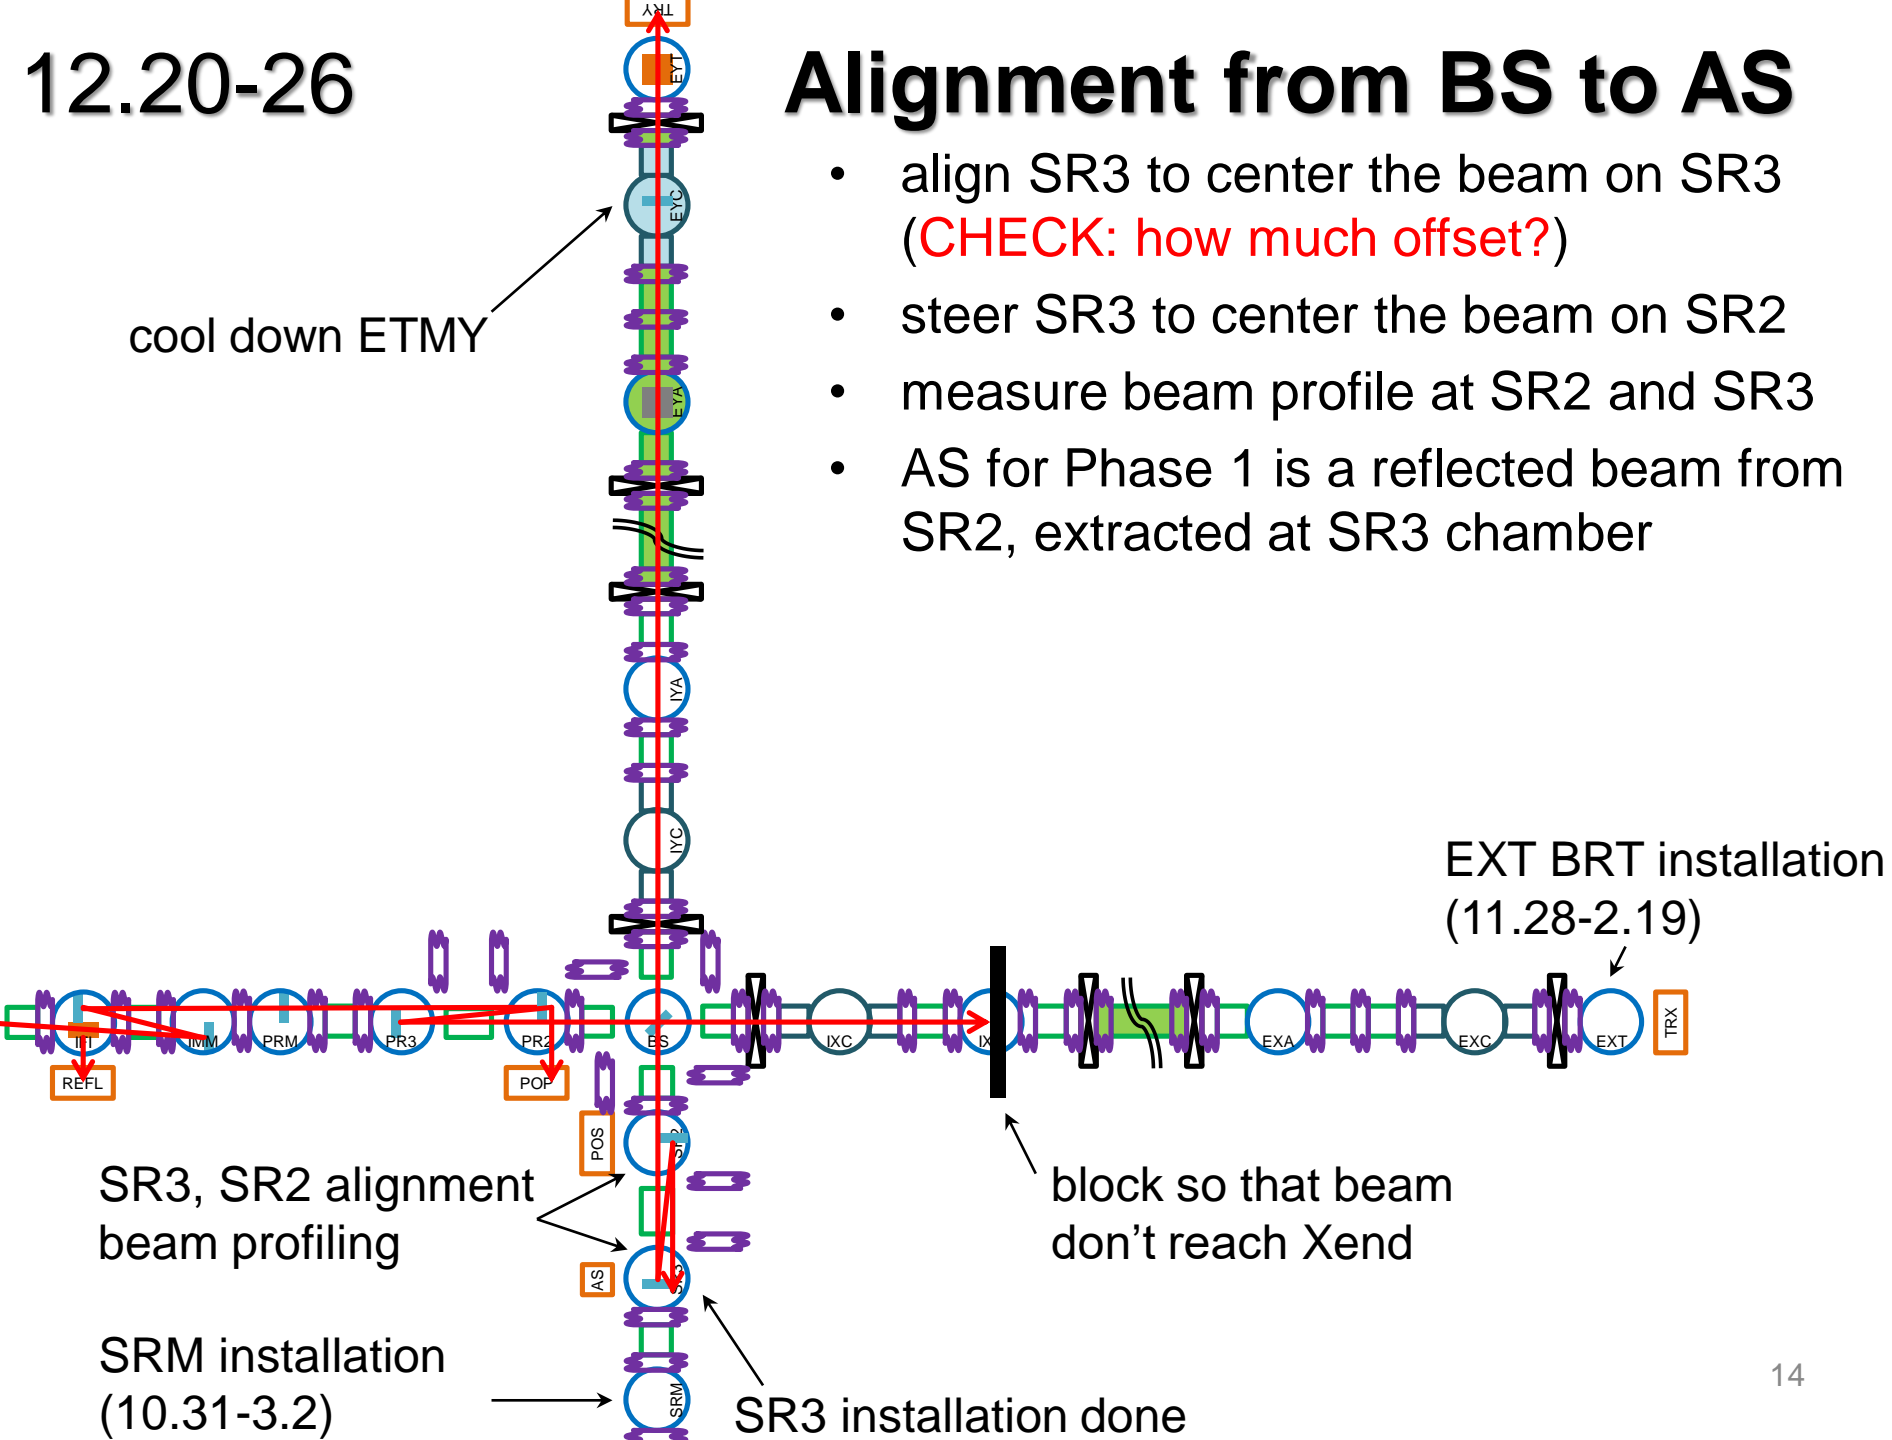 12.20-26
Alignment from BS to AS
• align SR3 to center the beam on SR3
(CHECK: how much offset?)
• steer SR3 to center the beam on SR2
• measure beam profile at SR2 and SR3
• AS for Phase 1 is a reflected beam from
SR2, extracted at SR3 chamber
TRY
EYT
EYC
cool down ETMY
EYA
IYA
IYC
EXT BRT installation
(11.28-2.19)
IFI
IMM
PRM
PR3
PR2
BS
IXC
EXA
EXC
EXT
TRX
REFL
POP
POS
SR2
SR3, SR2 alignment
beam profiling
block so that beam
don't reach Xend
AS
SR3
SRM installation
(10.31-3.2)
SRM
SR3 installation done
14